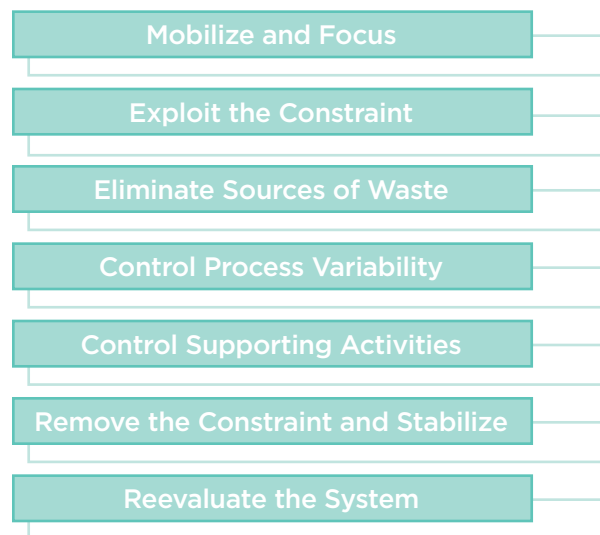 Mobilize and Focus
Exploit the Constraint
Eliminate Sources of Waste
Control Process Variability
Control Supporting Activities
Remove the Constraint and Stabilize
Reevaluate the System